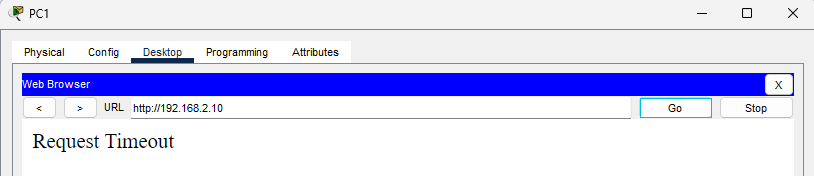 PC1
Physical Config Desktop Programming Attributes
Web Browser X
< > URL http://192.168.2.10 Go Stop
Request Timeout